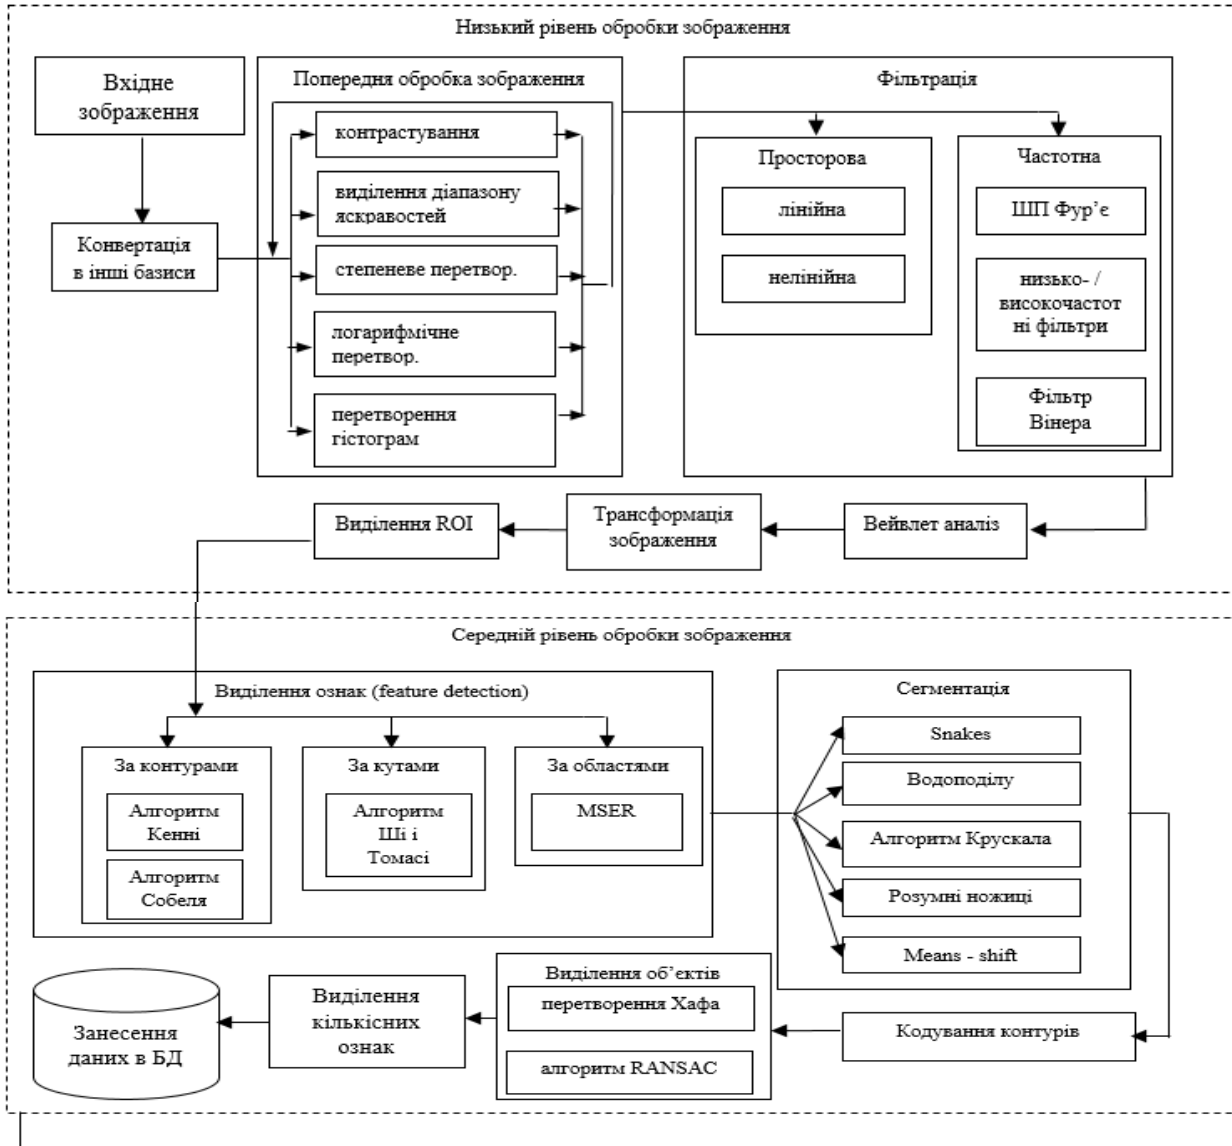 Низький рівень обробки зображення
Вхідне
зображення
Попередня обробка зображення
Фільтрація
контрастування
виділення діапазону
яскравостей
степеневе перетвор.
логарифмічне
перетвор.
перетворення
гістограм
Конвертація
в інші базиси
Просторова
лінійна
нелінійна
Частотна
ШП Фур’є
низько- /
високочастот
ні фільтри
Фільтр
Вінера
Виділення ROI
Трансформація
зображення
Вейвлет аналіз
Середній рівень обробки зображення
Виділення ознак (feature detection)
За контурами
Алгоритм
Кенні
Алгоритм
Собеля
За кутами
Алгоритм
Ші і
Томасі
За областями
MSER
Сегментація
Snakes
Водоподілу
Алгоритм Крускала
Розумні ножиці
Means - shift
Занесення
даних в БД
Виділення
кількісних
ознак
Виділення об’єктів
перетворення Хафа
алгоритм RANSAC
Кодування контурів